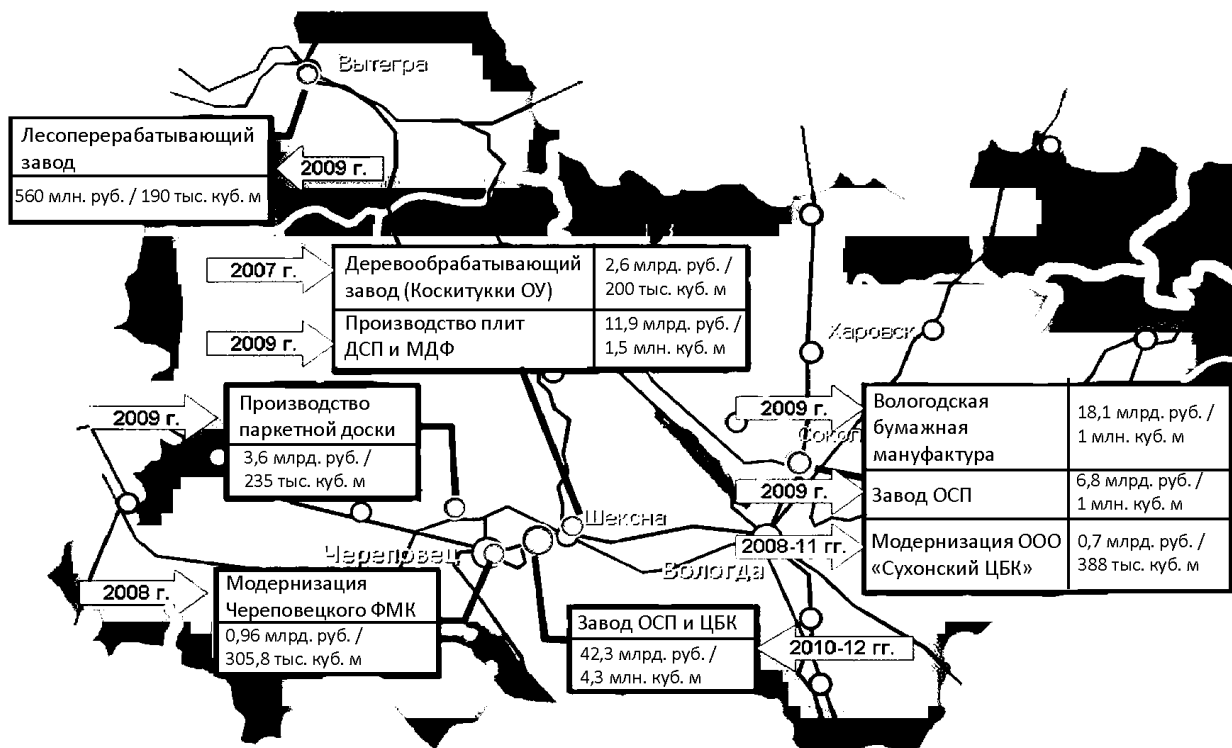 Вытегра
Лесоперерабатывающий
завод
560 млн. руб. / 190 тыс. куб. м
2009 г.
2007 г.
Деревообрабатывающий
завод (Коскитукки ОУ)
2,6 млрд. руб. /
200 тыс. куб. м
2009 г.
Производство плит
ДСП и МДФ
11,9 млрд. руб. /
1,5 млн. куб. м
Харовск
2009 г.
Производство
паркетной доски
3,6 млрд. руб. /
235 тыс. куб. м
2009 г.
Вологодская
бумажная
мануфактура
18,1 млрд. руб. /
1 млн. куб. м
Сокол
2009 г.
Завод ОСП
6,8 млрд. руб. /
1 млн. куб. м
2008-11 гг.
Модернизация ООО
«Сухонский ЦБК»
0,7 млрд. руб. /
388 тыс. куб. м
Шексна
Череповец
Вологда
2008 г.
Модернизация
Череповецкого ФМК
0,96 млрд. руб. /
305,8 тыс. куб. м
Завод ОСП и ЦБК
42,3 млрд. руб. /
4,3 млн. куб. м
2010-12 гг.